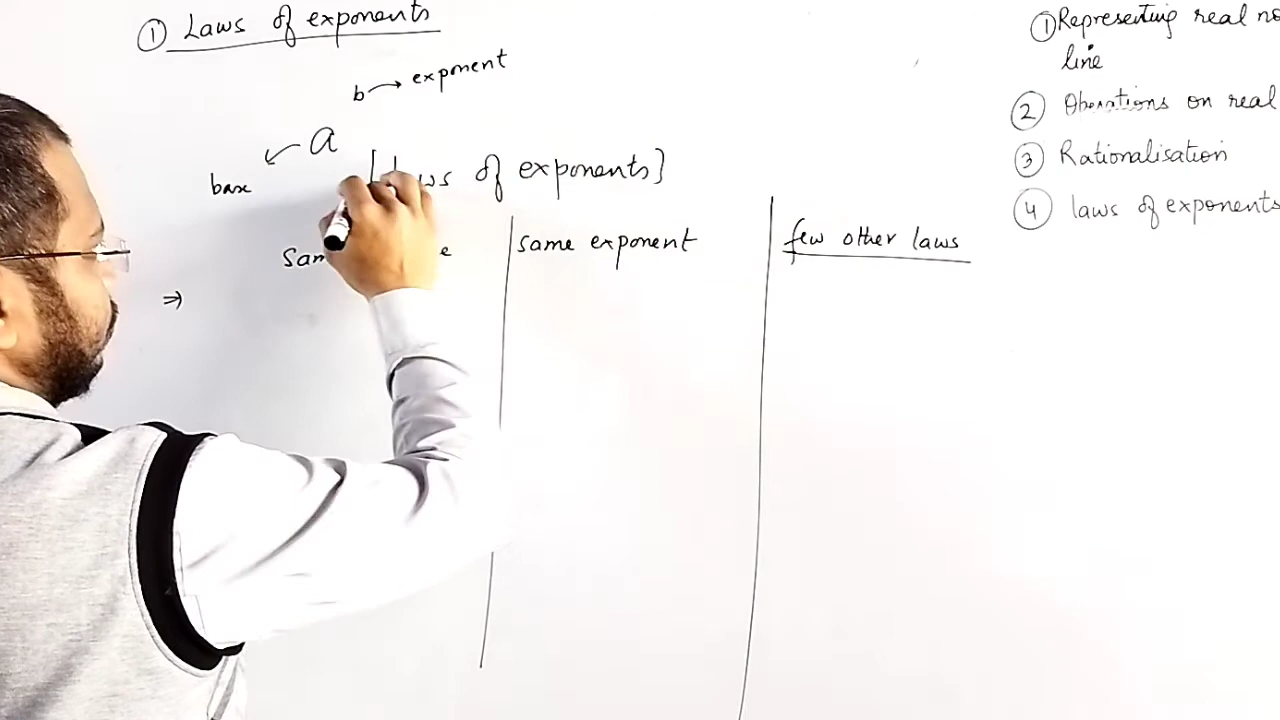 ① Laws of exponents
b → exponent
a
base
[Laws of exponents]
same exponent
few other laws
⇒
① Representing real no
line
② Operations on real
③ Rationalisation
④ laws of exponents